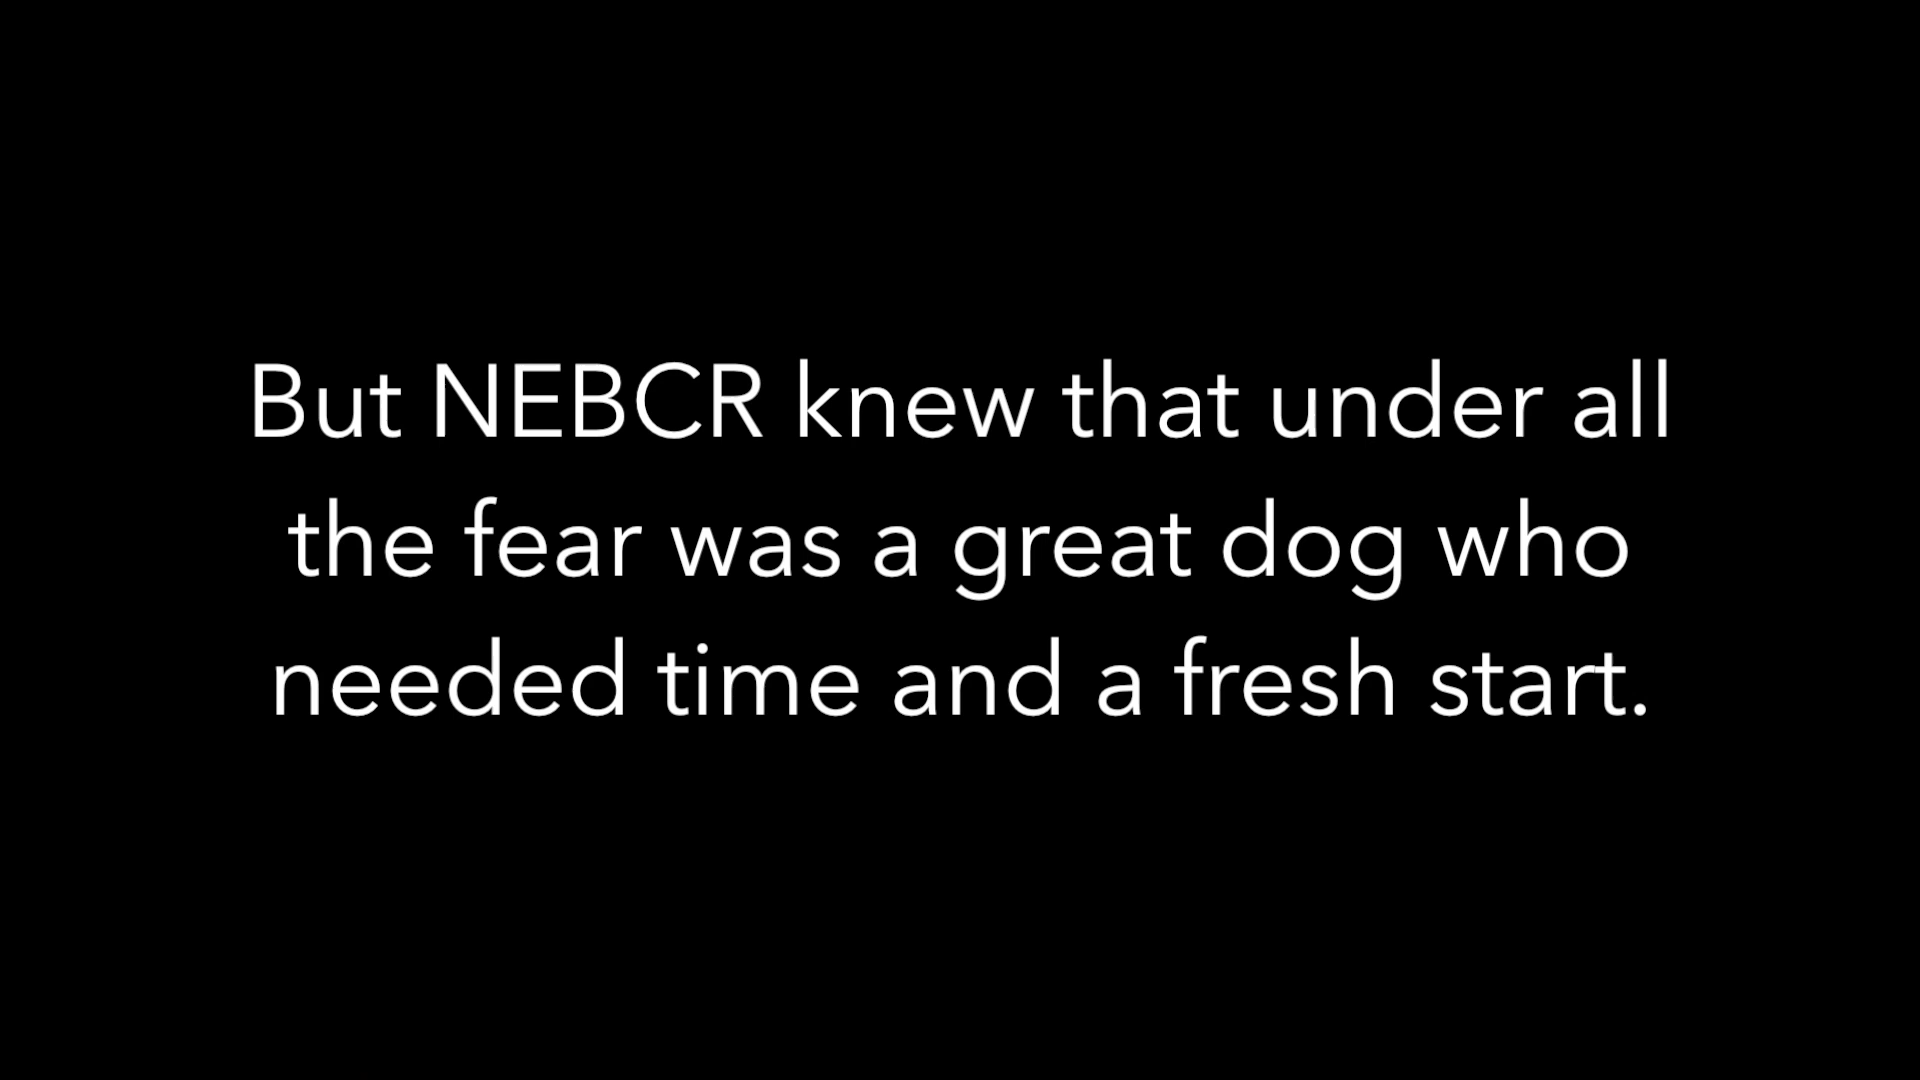 But NEBCR knew that under all
the fear was a great dog who
needed time and a fresh start.